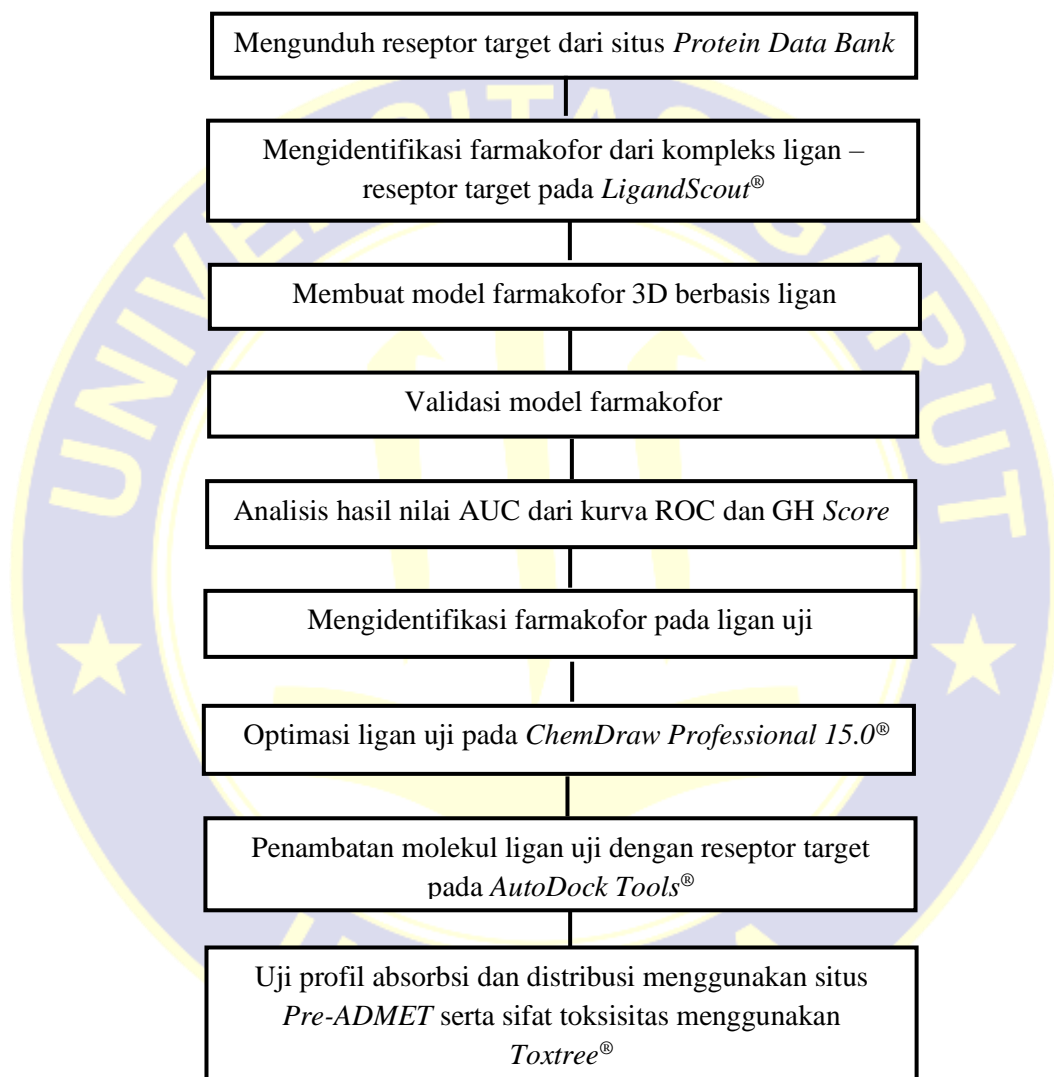 Mengunduh reseptor target dari situs Protein Data Bank
Mengidentifikasi farmakofor dari kompleks ligan –
reseptor target pada LigandScout®
Membuat model farmakofor 3D berbasis ligan
Validasi model farmakofor
Analisis hasil nilai AUC dari kurva ROC dan GH Score
Mengidentifikasi farmakofor pada ligan uji
Optimasi ligan uji pada ChemDraw Professional 15.0®
Penambatan molekul ligan uji dengan reseptor target
pada AutoDock Tools®
Uji profil absorbsi dan distribusi menggunakan situs
Pre-ADMET serta sifat toksisitas menggunakan
Toxtree®